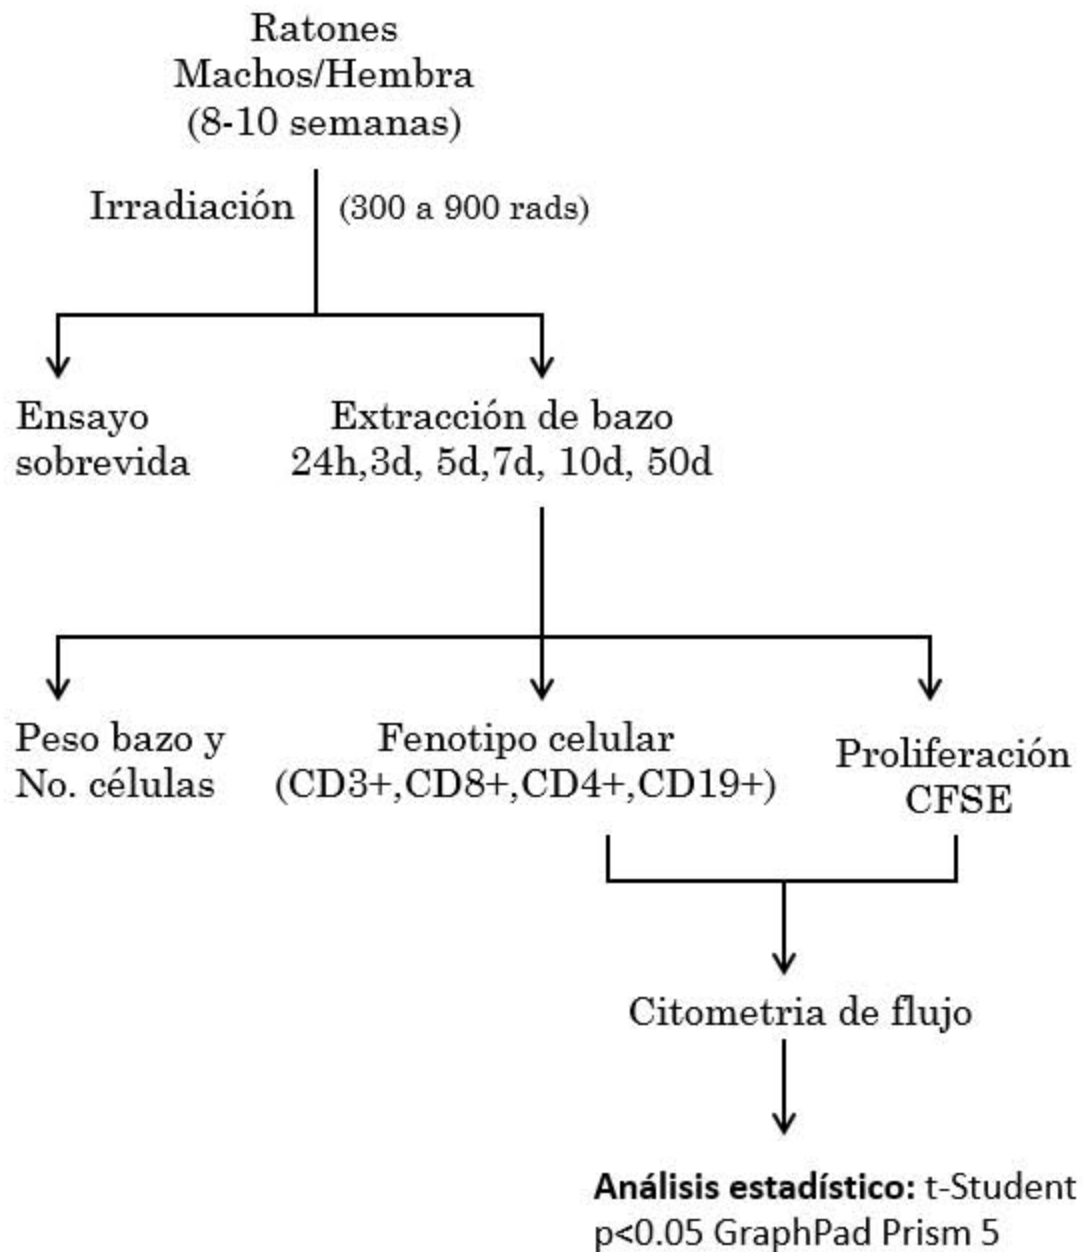 Ratones
Machos/Hembra
(8-10 semanas)
Irradiación (300 a 900 rads)
Ensayo
sobrevida
Extracción de bazo
24h,3d, 5d,7d, 10d, 50d
Peso bazo y
No. células
Fenotipo celular
(CD3+,CD8+,CD4+,CD19+)
Proliferación
CFSE
Citometria de flujo
Análisis estadístico: t-Student
p<0.05 GraphPad Prism 5